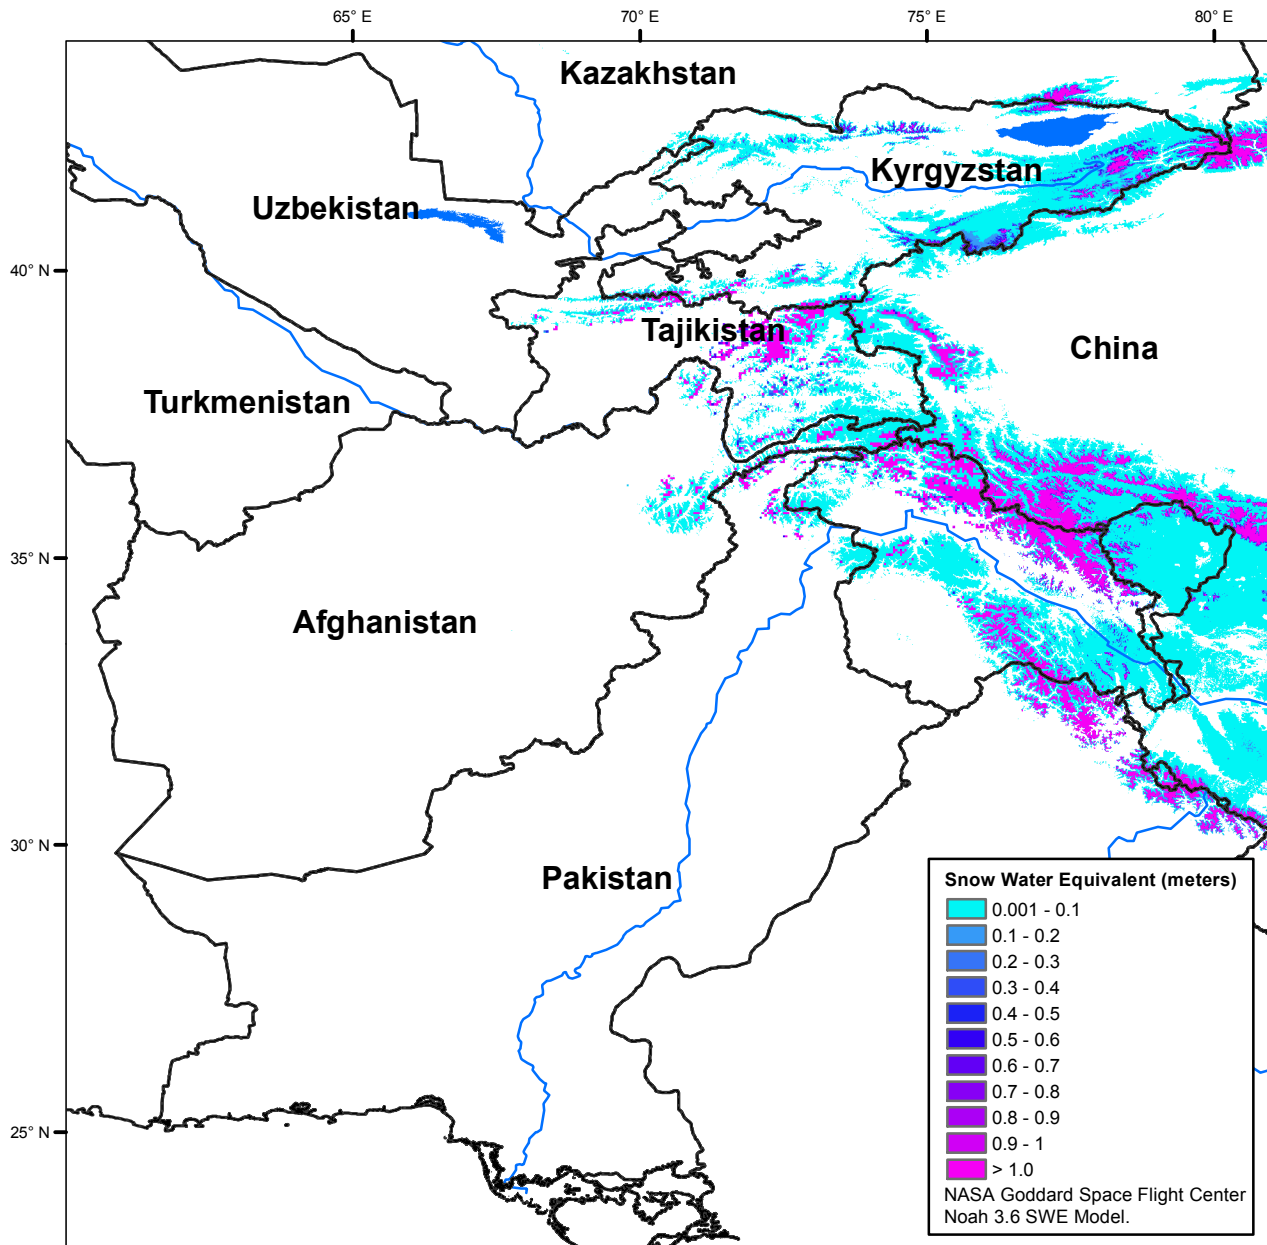 65° E
70° E
75° E
80° E
Kazakhstan
Kyrgyzstan
Uzbekistan
40° N
Tajikistan
China
Turkmenistan
35° N
Afghanistan
30° N
Pakistan
25° N
Snow Water Equivalent (meters)
0.001 - 0.1
0.1 - 0.2
0.2 - 0.3
0.3 - 0.4
0.4 - 0.5
0.5 - 0.6
0.6 - 0.7
0.7 - 0.8
0.8 - 0.9
0.9 - 1
> 1.0
NASA Goddard Space Flight Center
Noah 3.6 SWE Model.